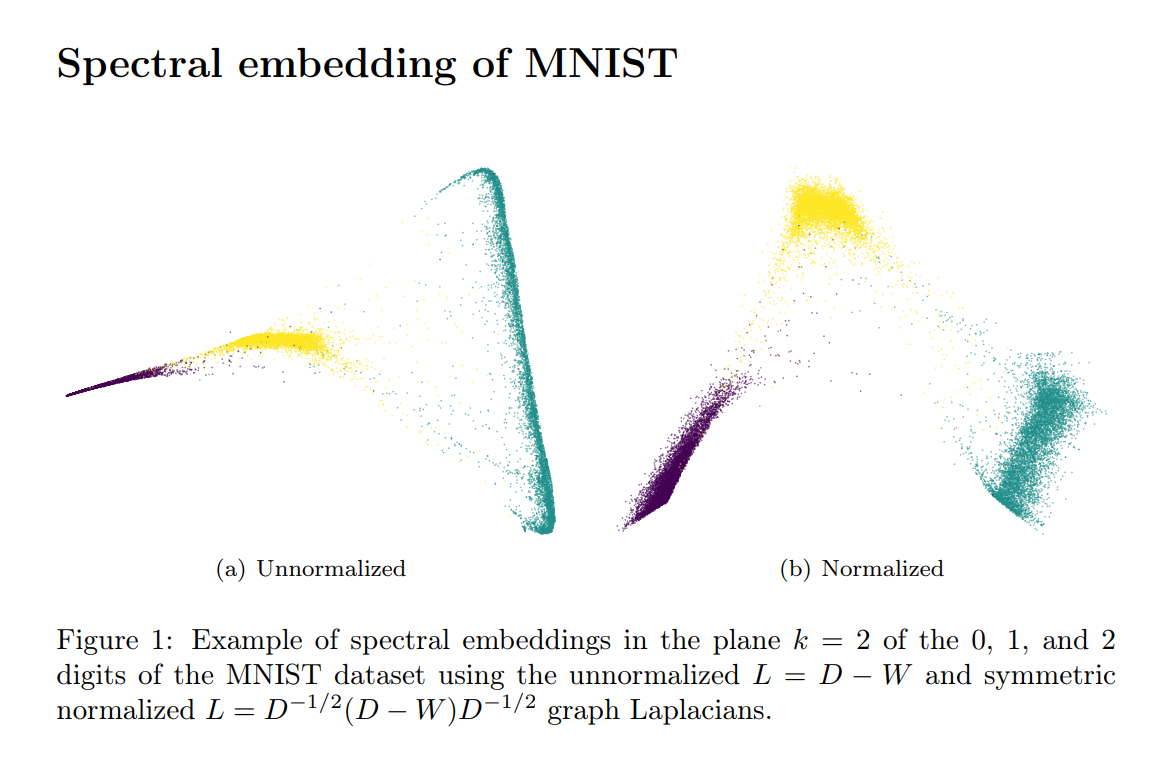 Spectral embedding of MNIST
(a) Unnormalized
(b) Normalized
Figure 1: Example of spectral embeddings in the plane k = 2 of the 0, 1, and 2
digits of the MNIST dataset using the unnormalized L = D − W and symmetric
normalized L = D^{−1/2}(D − W)D^{−1/2} graph Laplacians.